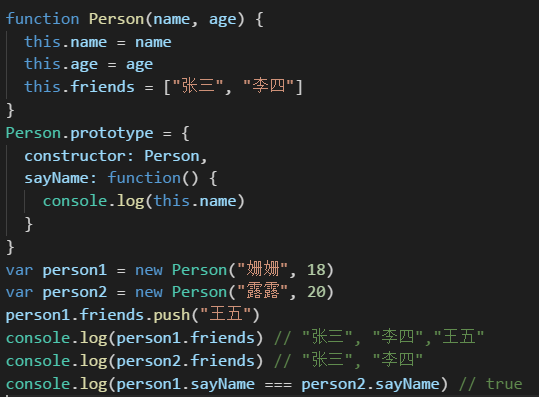 function Person(name, age) {
  this.name = name
  this.age = age
  this.friends = ["张三", "李四"]
}
Person.prototype = {
  constructor: Person,
  sayName: function() {
    console.log(this.name)
  }
}
var person1 = new Person("姗姗", 18)
var person2 = new Person("露露", 20)
person1.friends.push("王五")
console.log(person1.friends) // "张三", "李四","王五"
console.log(person2.friends) // "张三", "李四"
console.log(person1.sayName === person2.sayName) // true